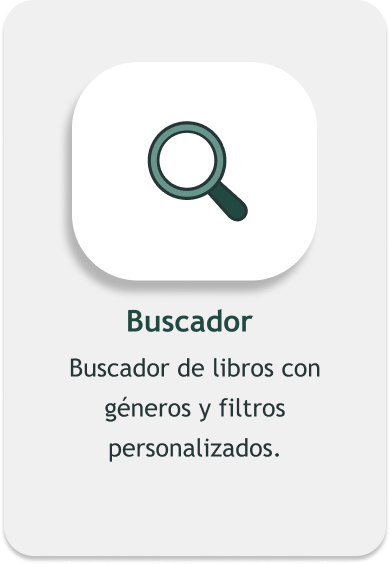 Buscador
Buscador de libros con
géneros y filtros
personalizados.